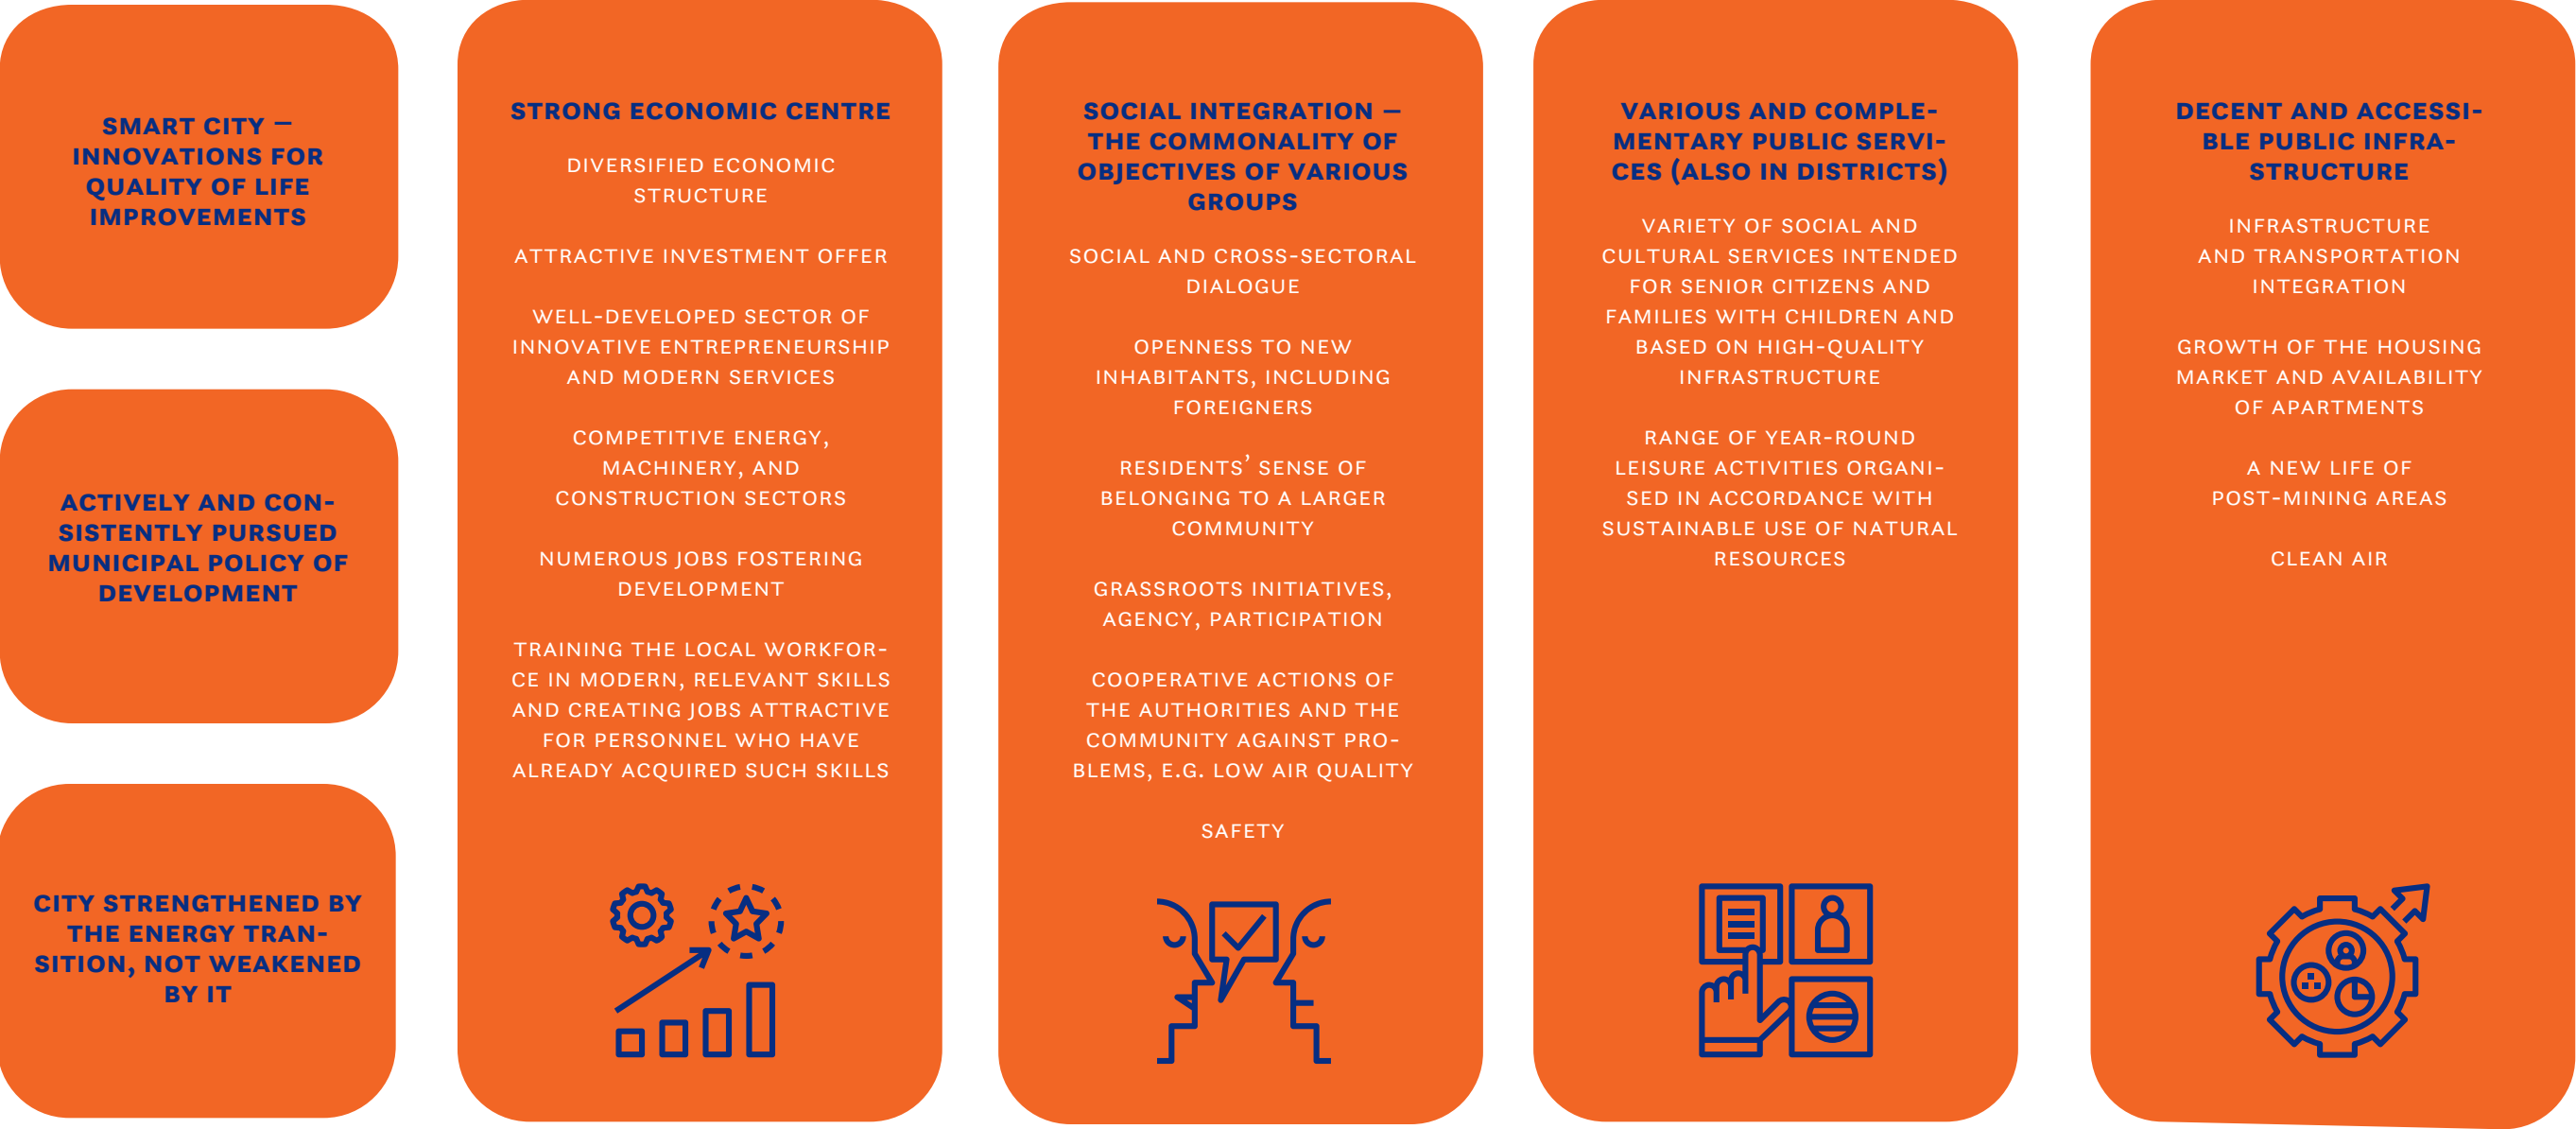 SMART CITY –
INNOVATIONS FOR
QUALITY OF LIFE
IMPROVEMENTS
ACTIVELY AND CON-
SISTENTLY PURSUED
MUNICIPAL POLICY OF
DEVELOPMENT
CITY STRENGTHENED BY
THE ENERGY TRAN-
SITION, NOT WEAKENED
BY IT
STRONG ECONOMIC CENTRE
DIVERSIFIED ECONOMIC
STRUCTURE
ATTRACTIVE INVESTMENT OFFER
WELL-DEVELOPED SECTOR OF
INNOVATIVE ENTREPRENEURSHIP
AND MODERN SERVICES
COMPETITIVE ENERGY,
MACHINERY, AND
CONSTRUCTION SECTORS
NUMEROUS JOBS FOSTERING
DEVELOPMENT
TRAINING THE LOCAL WORKFOR-
CE IN MODERN, RELEVANT SKILLS
AND CREATING JOBS ATTRACTIVE
FOR PERSONNEL WHO HAVE
ALREADY ACQUIRED SUCH SKILLS
SOCIAL INTEGRATION –
THE COMMONALITY OF
OBJECTIVES OF VARIOUS
GROUPS
SOCIAL AND CROSS-SECTORAL
DIALOGUE
OPENNESS TO NEW
INHABITANTS, INCLUDING
FOREIGNERS
RESIDENTS’ SENSE OF
BELONGING TO A LARGER
COMMUNITY
GRASSROOTS INITIATIVES,
AGENCY, PARTICIPATION
COOPERATIVE ACTIONS OF
THE AUTHORITIES AND THE
COMMUNITY AGAINST PRO-
BLEMS, E.G. LOW AIR QUALITY
SAFETY
VARIOUS AND COMPLE-
MENTARY PUBLIC SERVI-
CES (ALSO IN DISTRICTS)
VARIETY OF SOCIAL AND
CULTURAL SERVICES INTENDED
FOR SENIOR CITIZENS AND
FAMILIES WITH CHILDREN AND
BASED ON HIGH-QUALITY
INFRASTRUCTURE
RANGE OF YEAR-ROUND
LEISURE ACTIVITIES ORGANI-
SED IN ACCORDANCE WITH
SUSTAINABLE USE OF NATURAL
RESOURCES
DECENT AND ACCESSI-
BLE PUBLIC INFRA-
STRUCTURE
INFRASTRUCTURE
AND TRANSPORTATION
INTEGRATION
GROWTH OF THE HOUSING
MARKET AND AVAILABILITY
OF APARTMENTS
A NEW LIFE OF
POST-MINING AREAS
CLEAN AIR